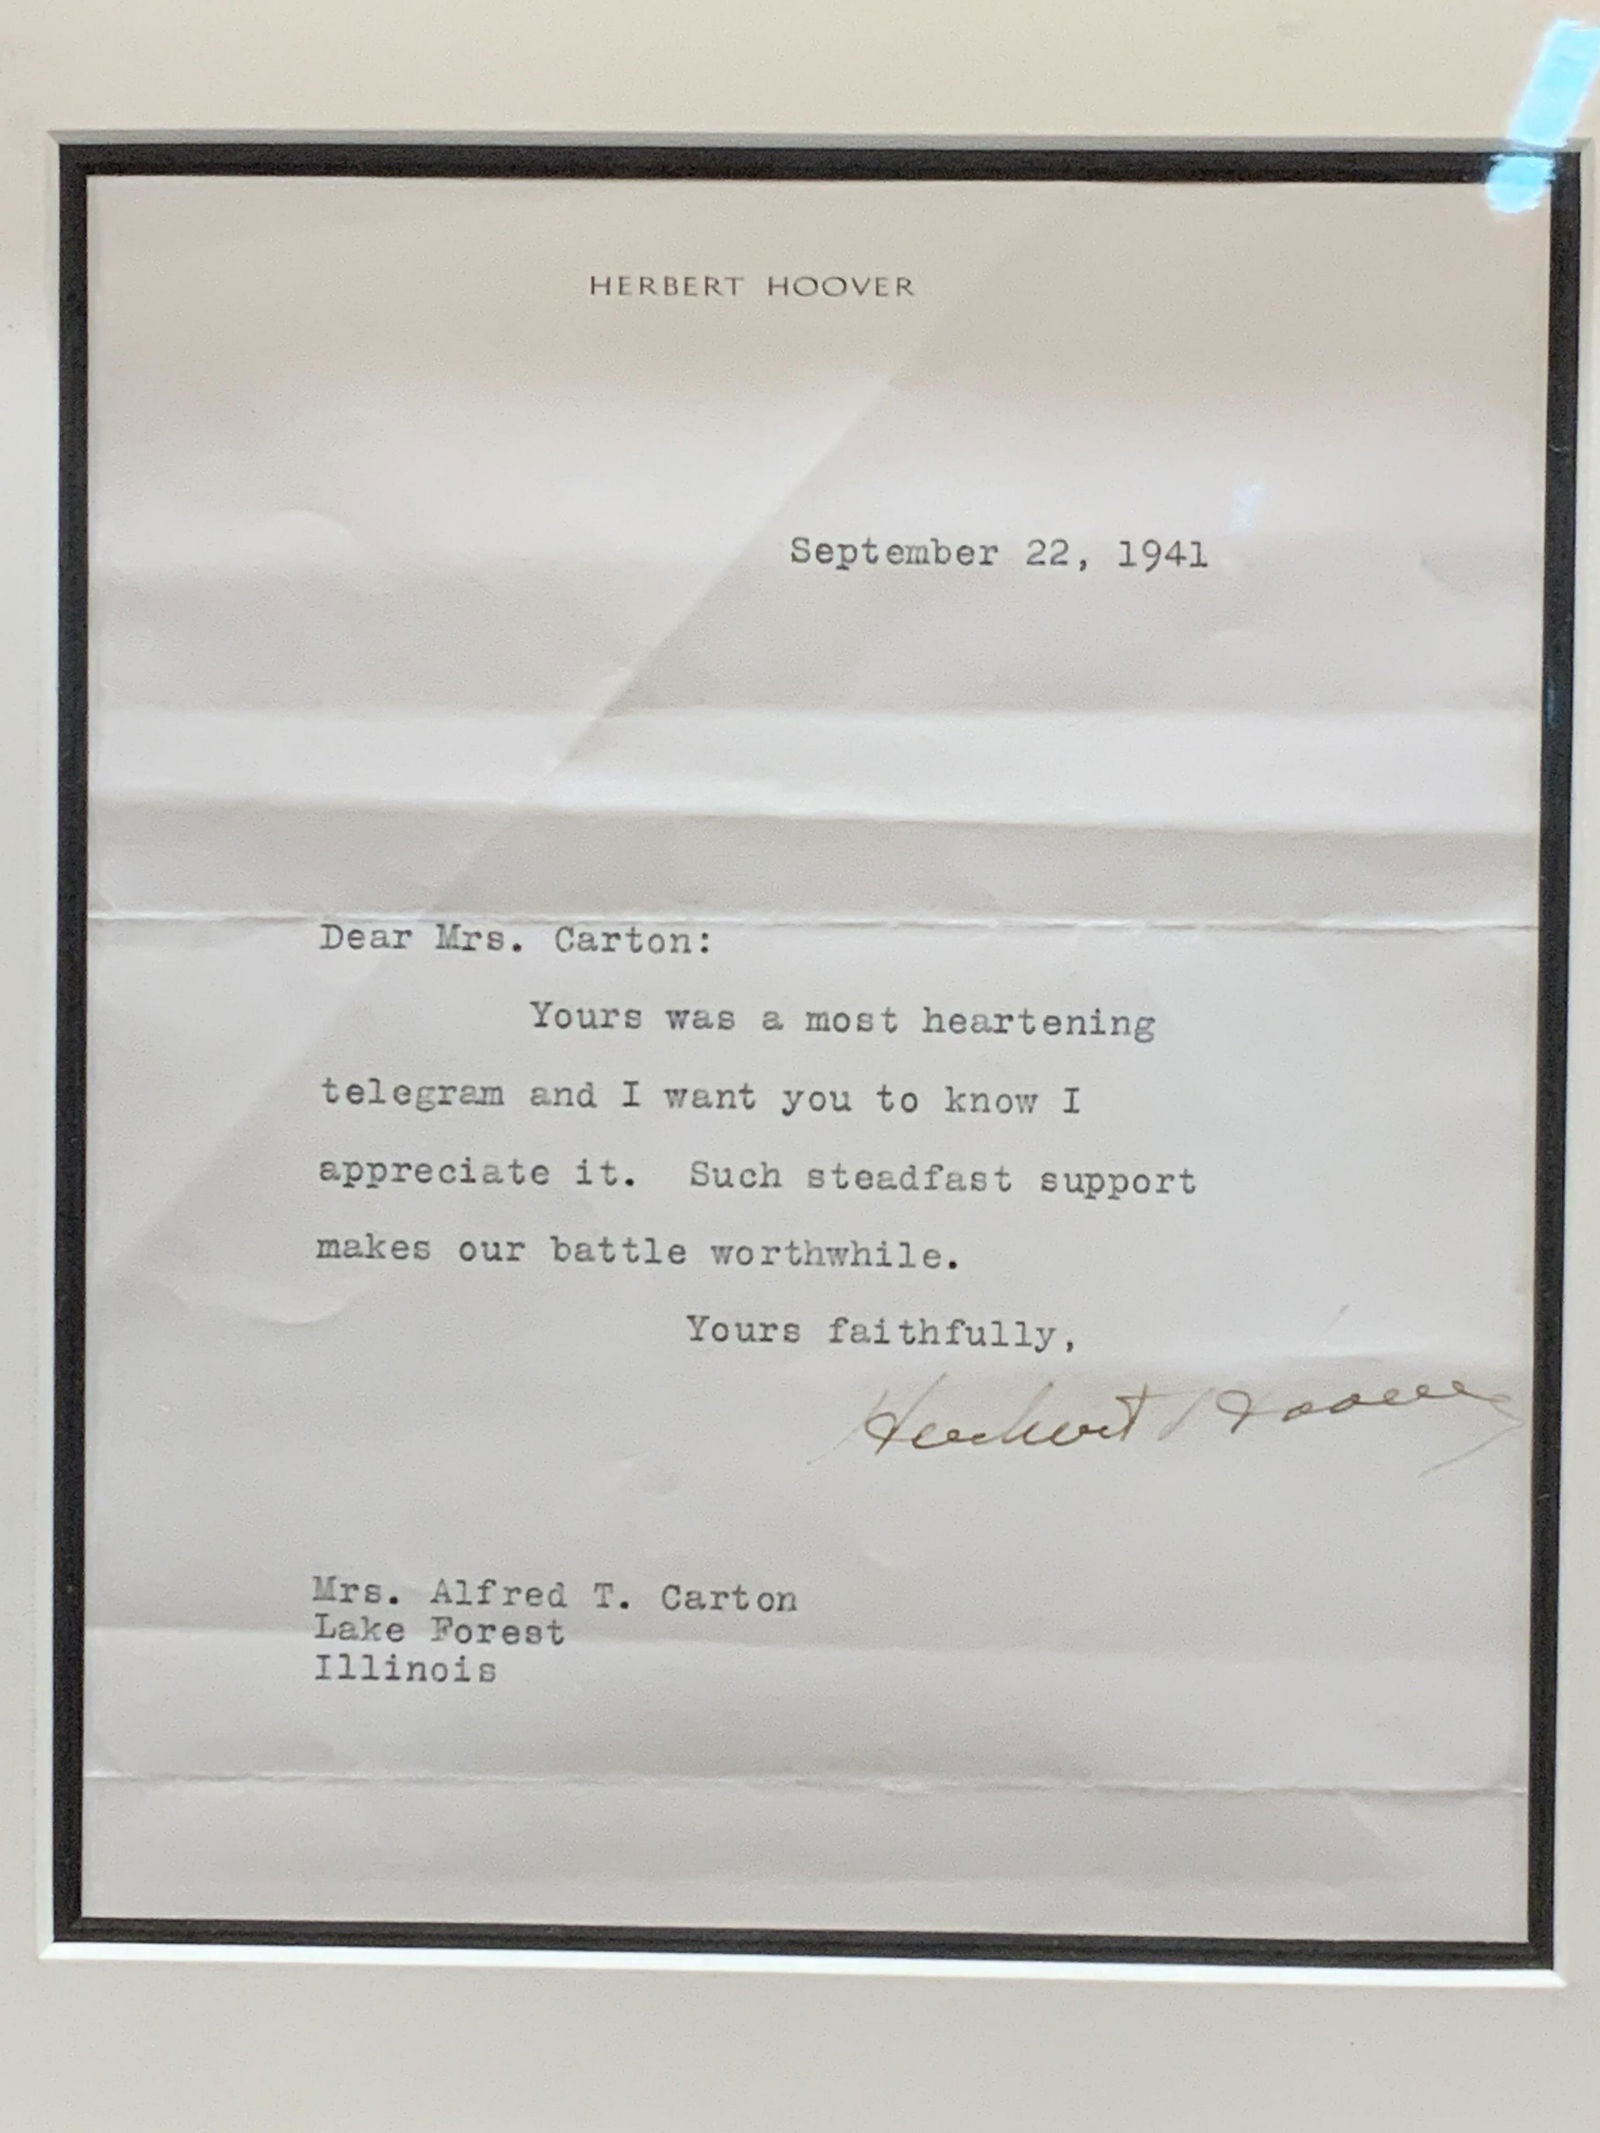 HERBERT HOOVER
September 22, 1941
Dear Mrs. Carton:
Yours was a most heartening
telegram and I want you to know I
appreciate it. Such steadfast support
makes our battle worthwhile.
Yours faithfully,
Herbert Hoover
Mrs. Alfred T. Carton
Lake Forest
Illinois